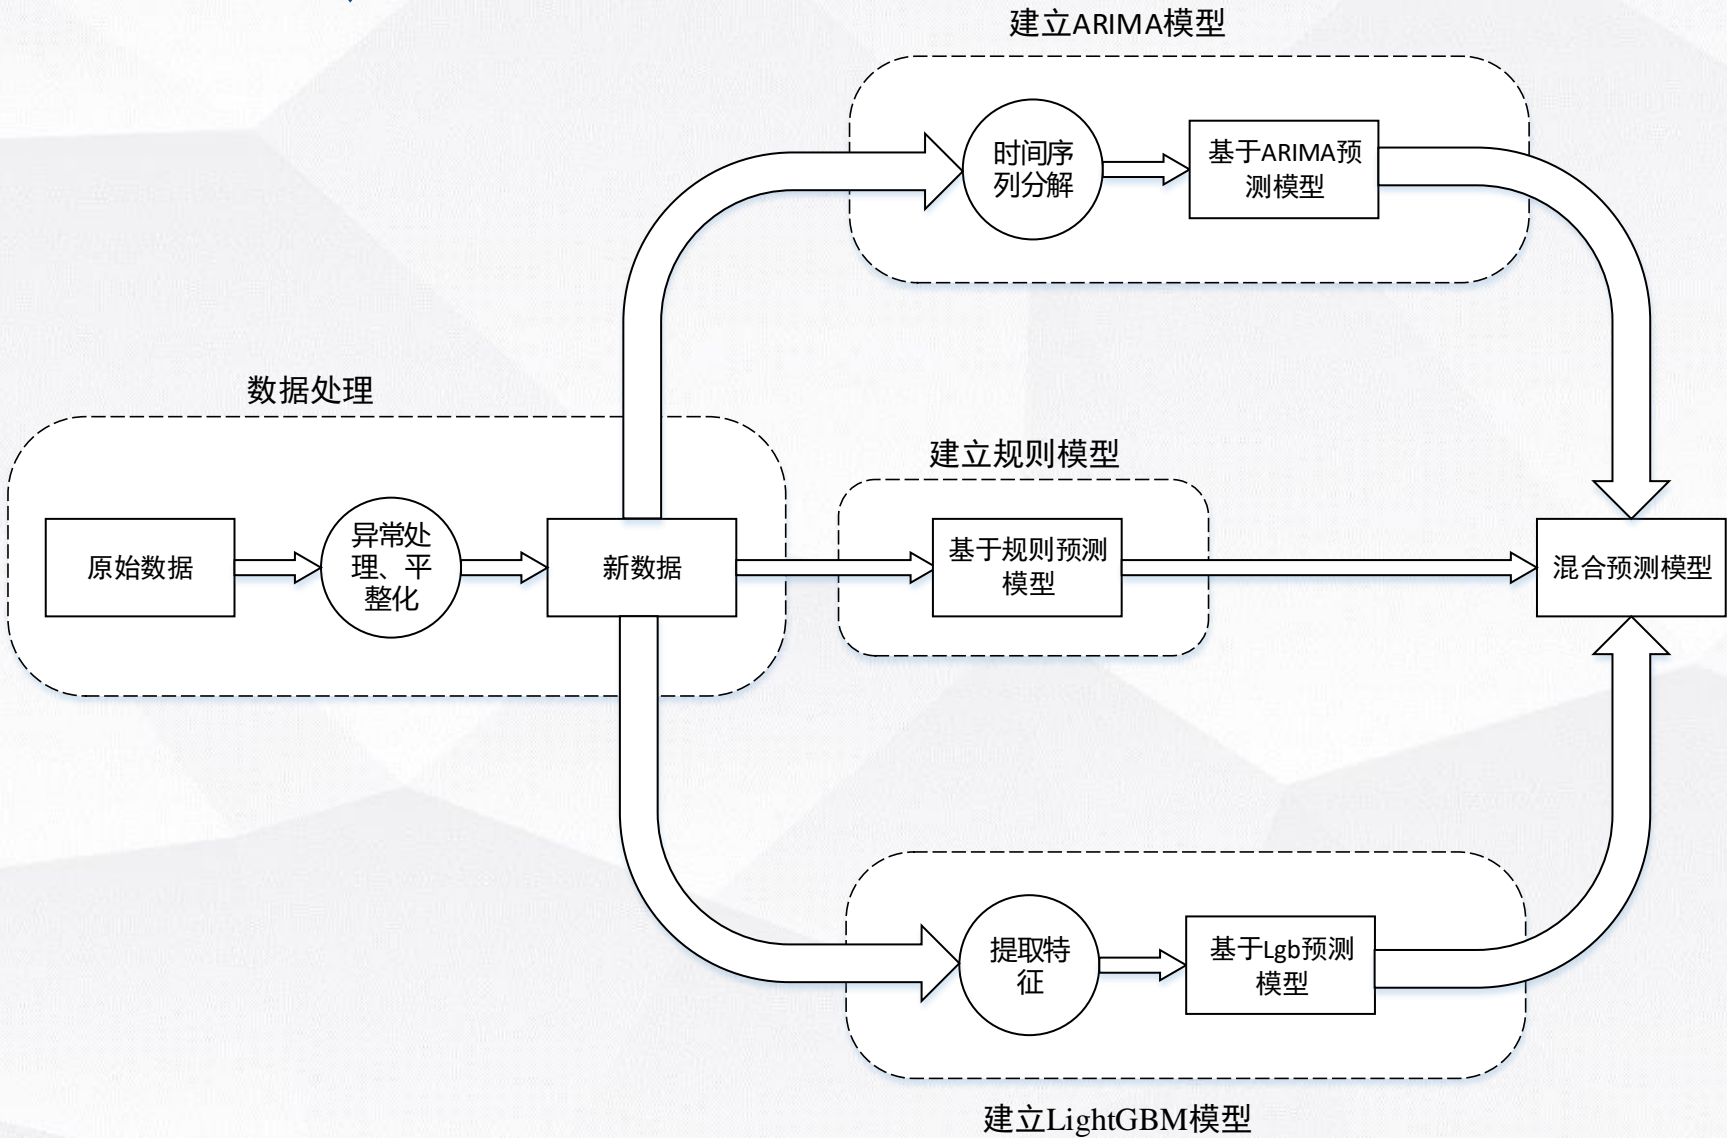 建立ARIMA模型
时间序
列分解
基于ARIMA预
测模型
数据处理
原始数据
异常处
理、平
整化
新数据
建立规则模型
基于规则预测
模型
混合预测模型
提取特
征
基于Lgb预测
模型
建立LightGBM模型